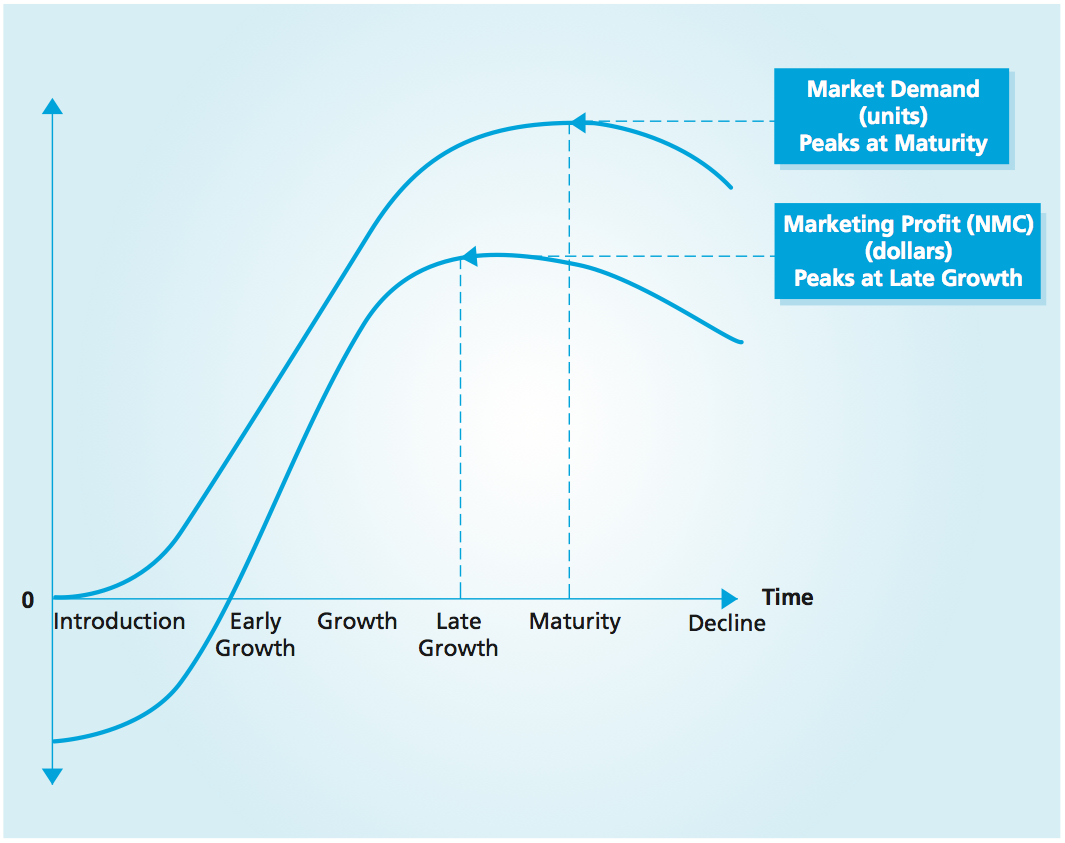 Market Demand
(units)
Peaks at Maturity
Marketing Profit (NMC)
(dollars)
Peaks at Late Growth
0
Time
Introduction
Early
Growth
Growth
Late
Growth
Maturity
Decline